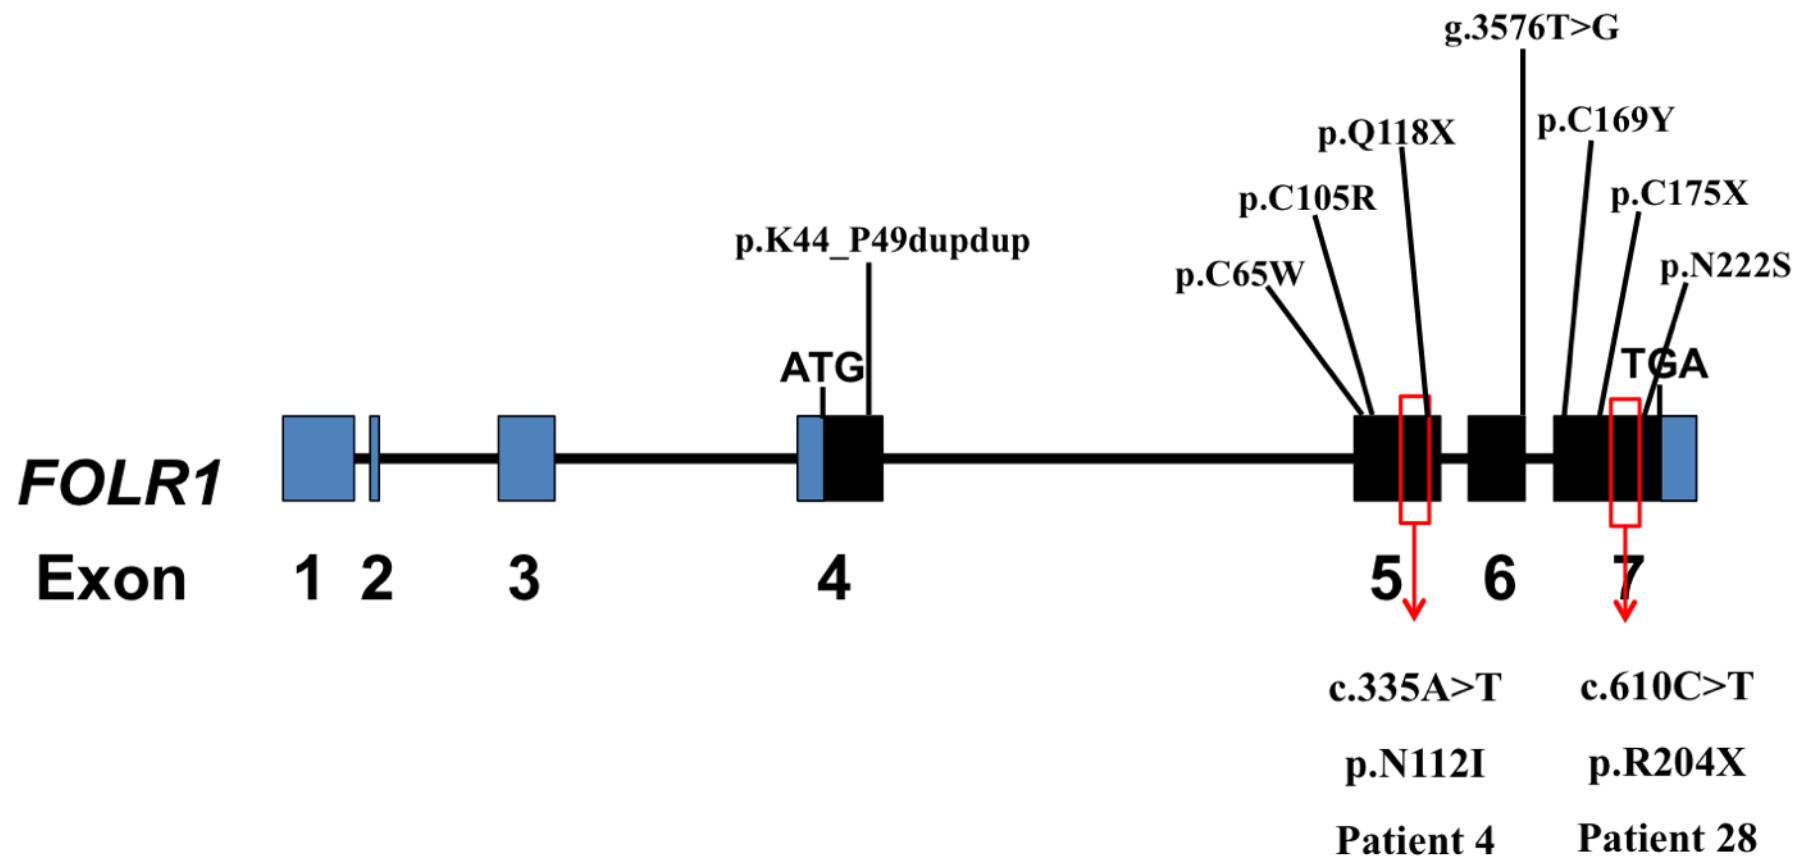 g.3576T>G
p.Q118X
p.C169Y
p.C105R
p.C175X
p.K44_P49dupdup
p.C65W
p.N222S
ATG
TGA
FOLR1
Exon 1 2 3 4 5 6 7
c.335A>T
c.610C>T
p.N112I
p.R204X
Patient 4
Patient 28